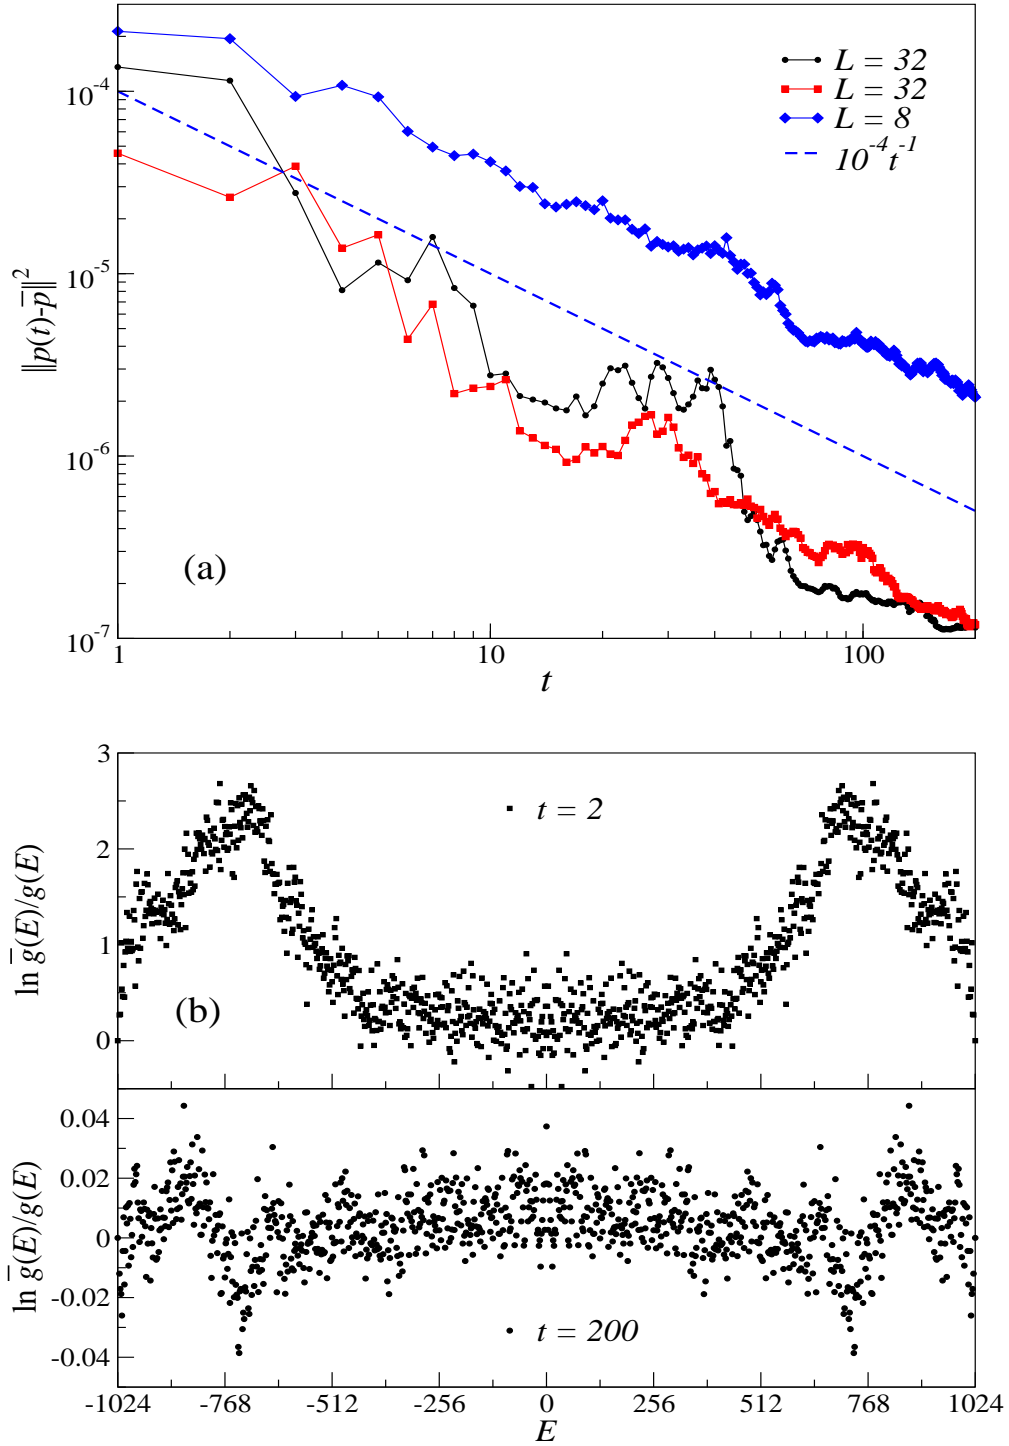 10⁻⁴
10⁻⁵
10⁻⁶
10⁻⁷
||p(t)-p̅||²
L = 32
L = 32
L = 8
10⁻⁴t⁻¹
(a)
1 10 100
t
3
2
1
0
ln g̅(E)/g(E)
t = 2
(b)
0.04
0.02
0
-0.02
-0.04
ln g̅(E)/g(E)
t = 200
-1024 -768 -512 -256 0 256 512 768 1024
E